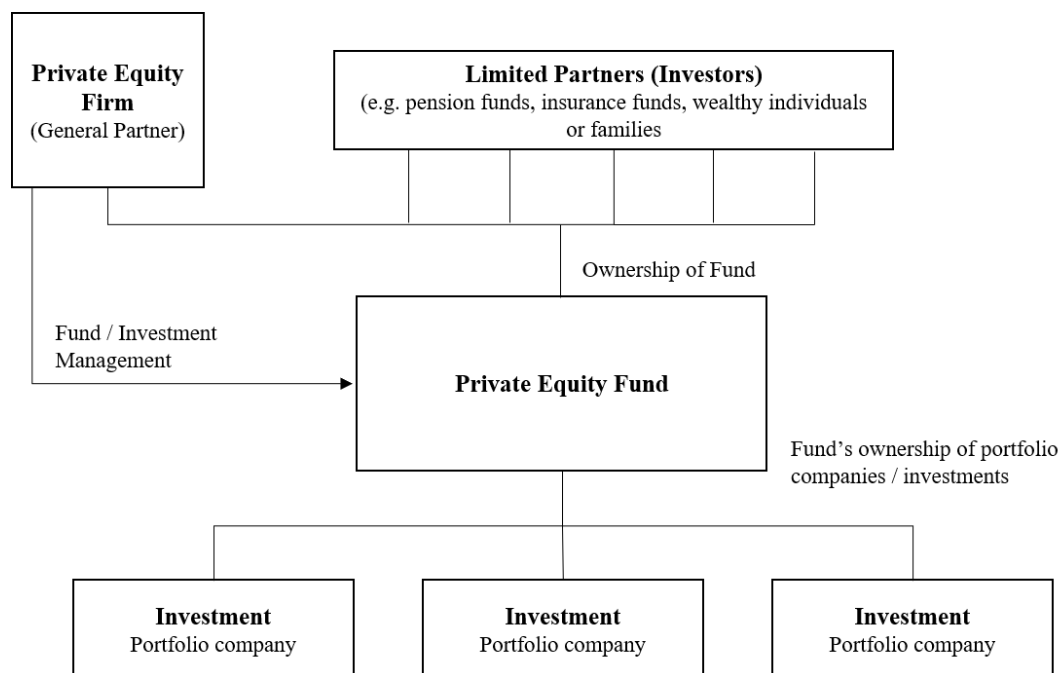 Private Equity
Firm
(General Partner)
Limited Partners (Investors)
(e.g. pension funds, insurance funds, wealthy individuals
or families
Ownership of Fund
Fund / Investment
Management
Private Equity Fund
Fund’s ownership of portfolio
companies / investments
Investment
Portfolio company
Investment
Portfolio company
Investment
Portfolio company